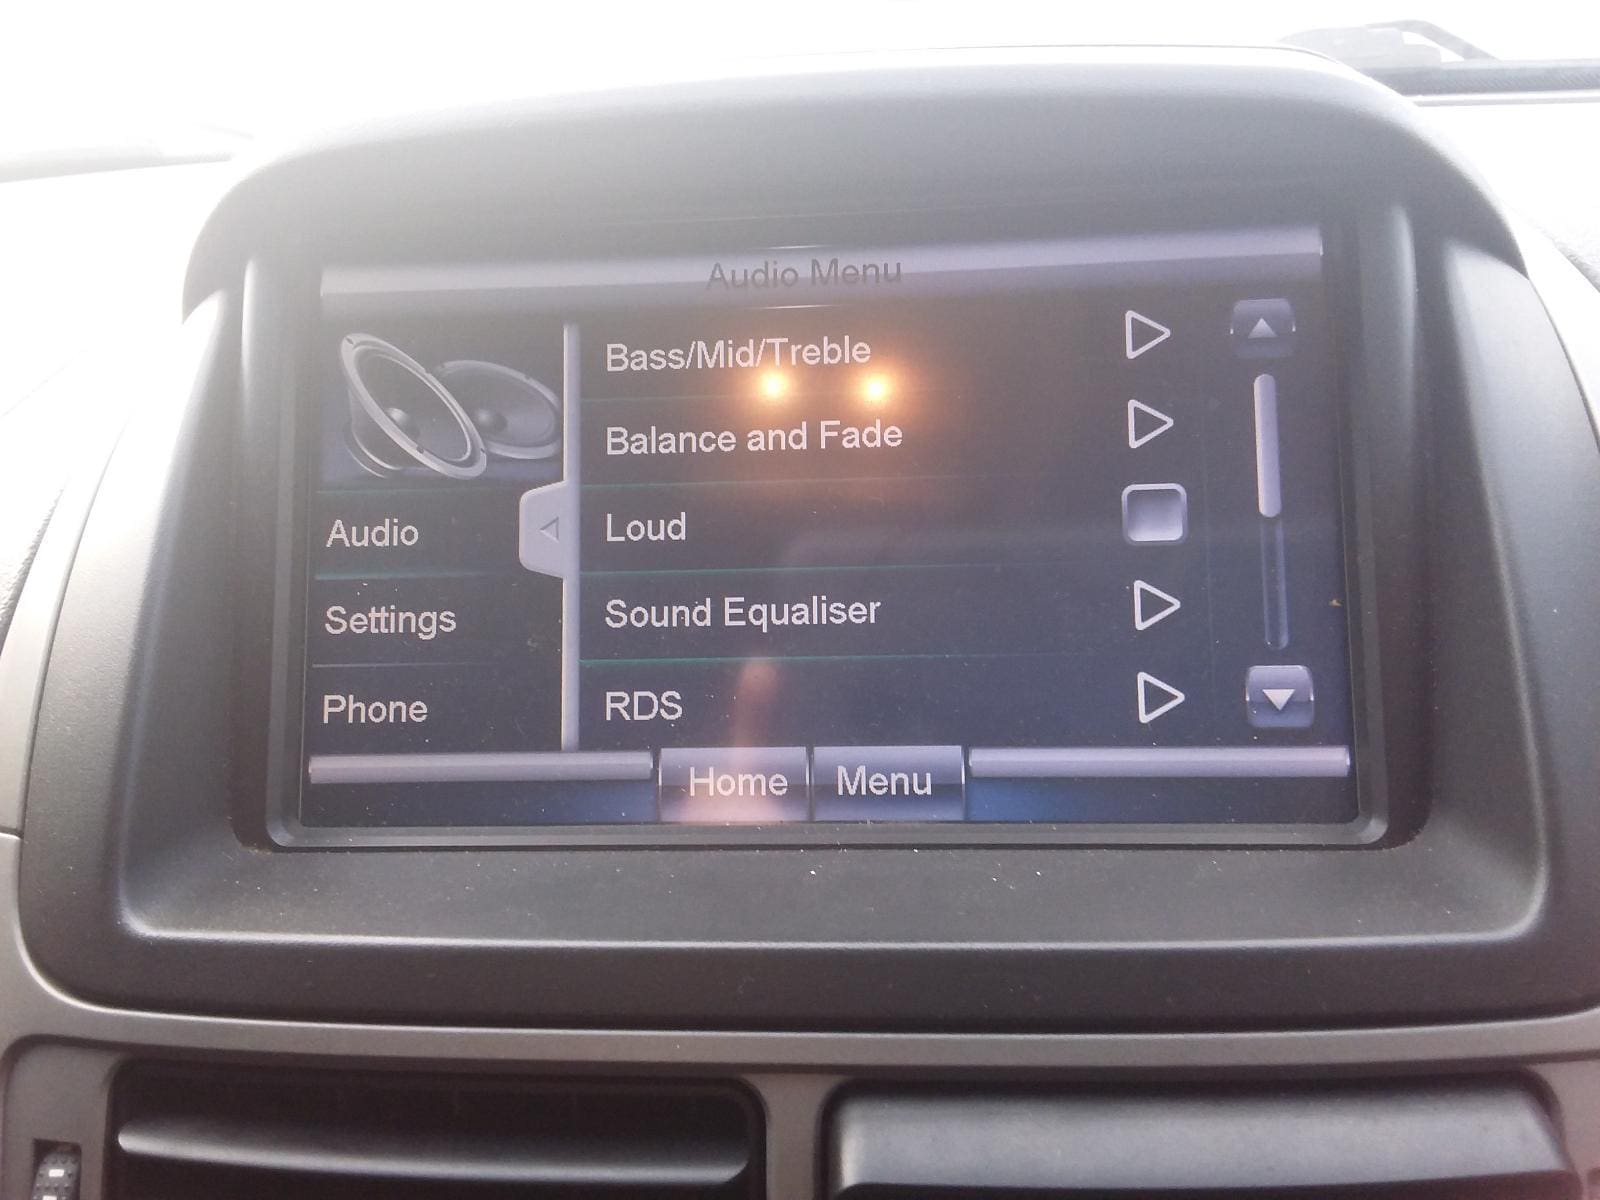 Audio Menu
Bass/Mid/Treble
Balance and Fade
Audio
Loud
Settings
Sound Equaliser
Phone
RDS
Home
Menu